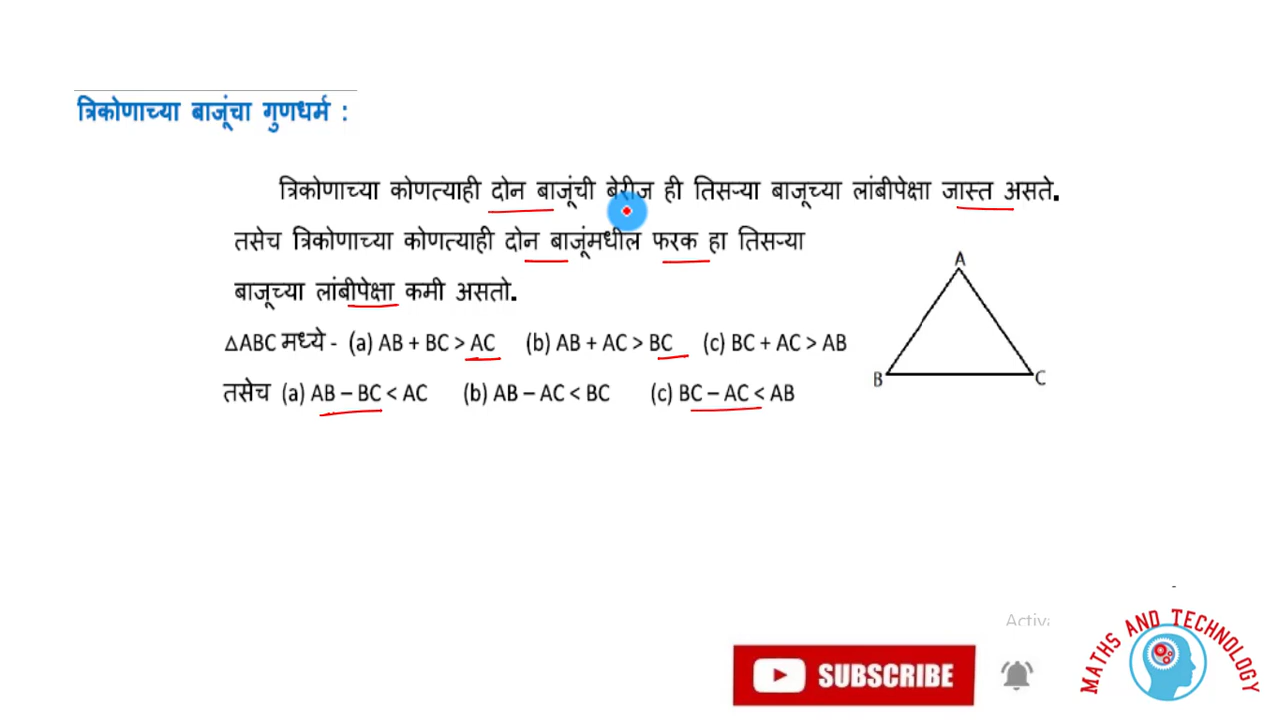 त्रिकोणाच्या बाजूंचा गुणधर्म :
त्रिकोणाच्या कोणत्याही दोन बाजूंची बेरीज ही तिसऱ्या बाजूच्या लांबीपेक्षा जास्त असते.
तसेच त्रिकोणाच्या कोणत्याही दोन बाजूंमधील फरक हा तिसऱ्या
बाजूच्या लांबीपेक्षा कमी असतो.
△ABC मध्ये - (a) AB + BC > AC (b) AB + AC > BC (c) BC + AC > AB
तसेच (a) AB – BC < AC (b) AB – AC < BC (c) BC – AC < AB
A
B
C
Activa
SUBSCRIBE
MATHS AND TECHNOLOGY